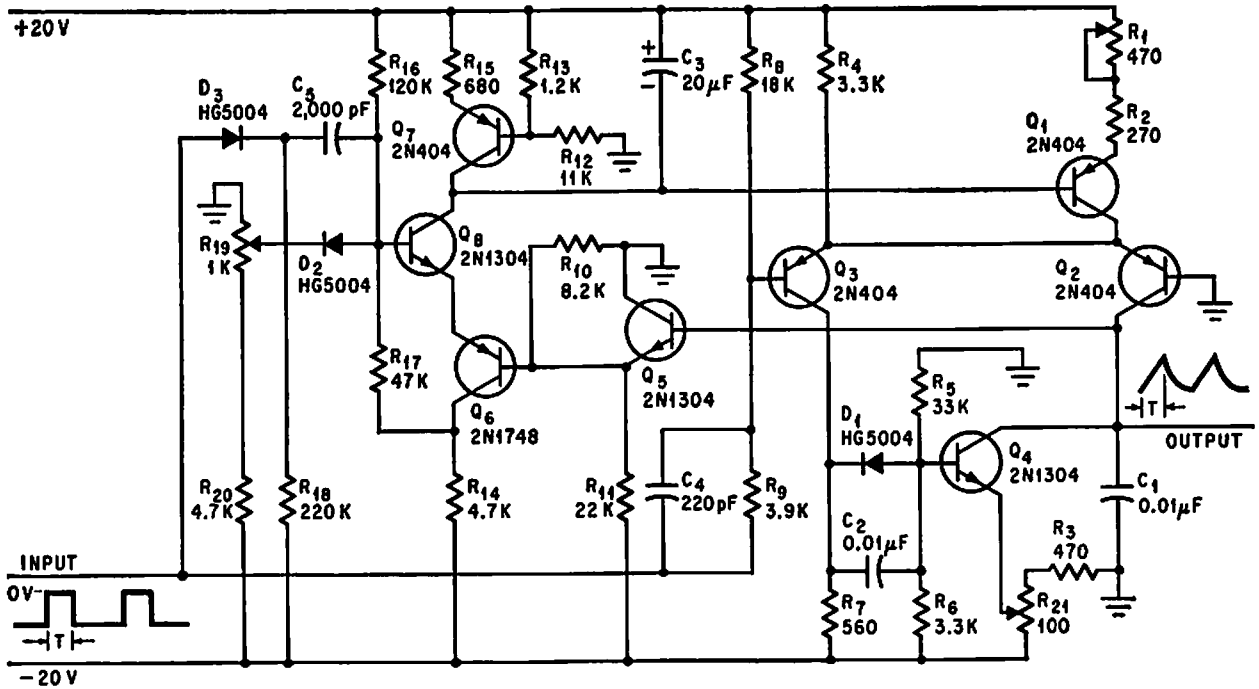 +20V
R16
120K
R15
680
R13
1.2K
C3
20µF
+
−
R8
18K
R4
3.3K
R1
470
R2
270
D3
HG5004
C5
2,000 pF
Q7
2N404
R12
11K
Q1
2N404
R19
1K
D2
HG5004
Q8
2N1304
R10
8.2K
Q3
2N404
Q2
2N404
R17
47K
Q6
2N1748
Q5
2N1304
R5
33K
D1
HG5004
Q4
2N1304
T
OUTPUT
R20
4.7K
R18
220K
R14
4.7K
R11
22K
C4
220pF
R9
3.9K
C2
0.01µF
C1
0.01µF
R3
470
INPUT
0V
T
R7
560
R6
3.3K
R21
100
−20V